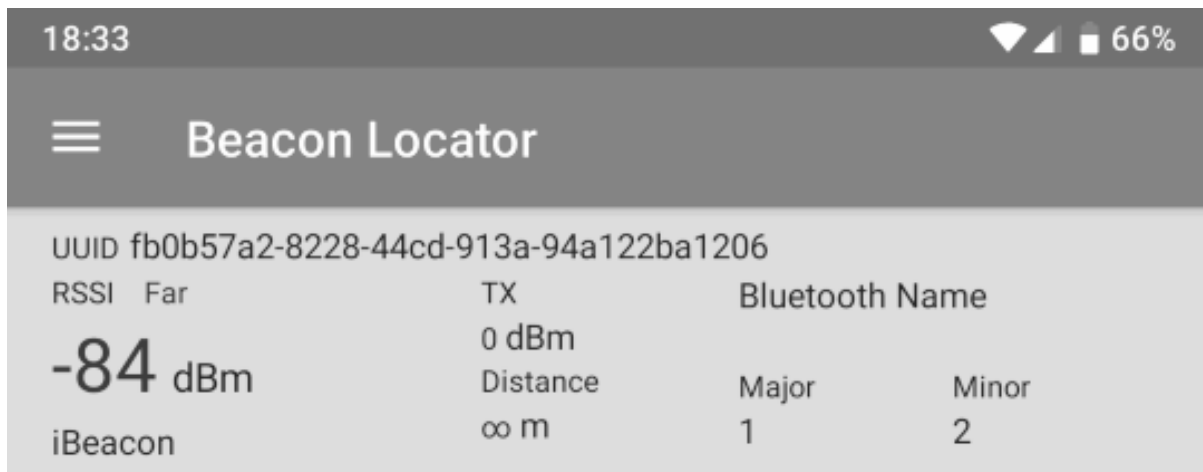 18:33 66%
Beacon Locator
UUID fb0b57a2-8228-44cd-913a-94a122ba1206
RSSI Far TX Bluetooth Name
0 dBm
-84 dBm
Distance Major Minor
∞ m 1 2
iBeacon